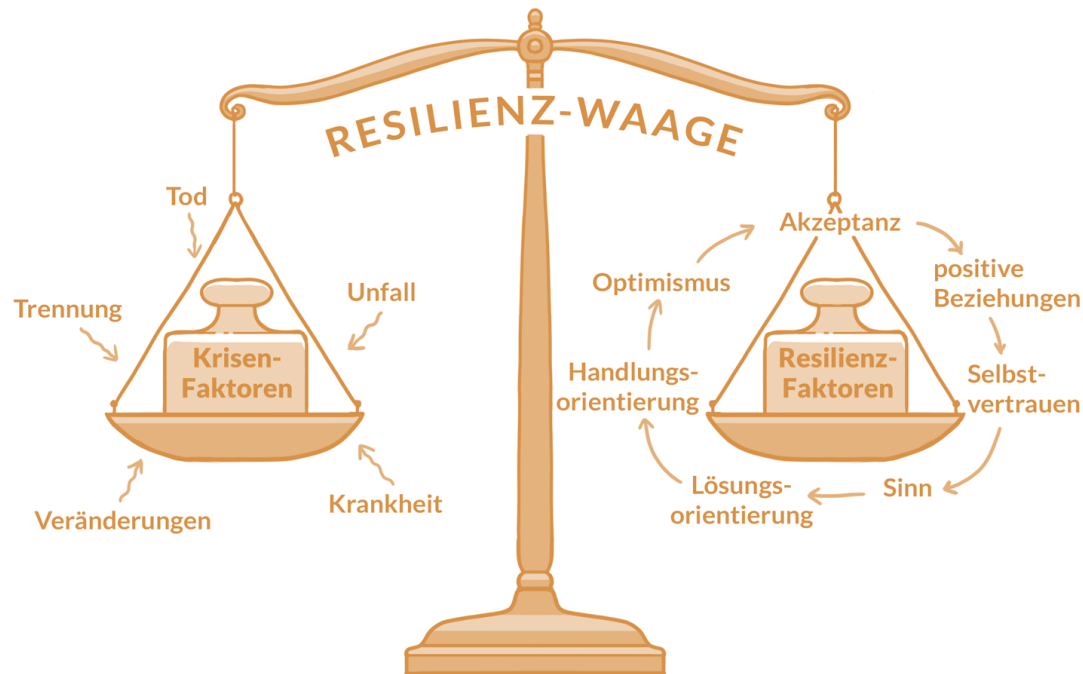 RESILIENZ-WAAGE
Tod
Trennung
Unfall
Krisen-
Faktoren
Veränderungen
Krankheit
Akzeptanz
positive
Beziehungen
Selbst-
vertrauen
Sinn
Lösungs-
orientierung
Handlungs-
orientierung
Optimismus
Resilienz-
Faktoren